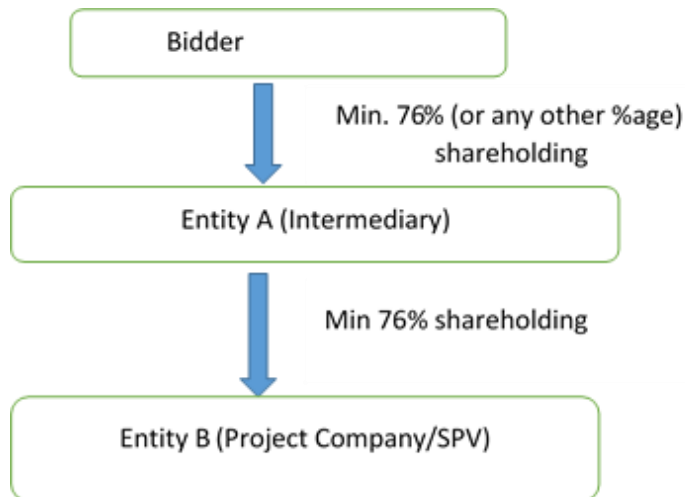 Bidder
Min. 76% (or any other %age)
shareholding
Entity A (Intermediary)
Min 76% shareholding
Entity B (Project Company/SPV)